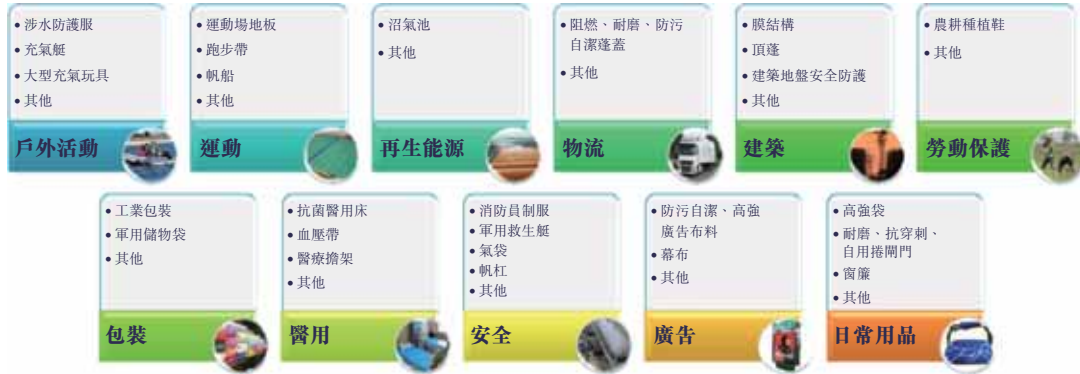 • 涉水防護服
• 充氣艇
• 大型充氣玩具
• 其他
戶外活動
• 運動場地板
• 跑步帶
• 帆船
• 其他
運動
• 沼氣池
• 其他
再生能源
• 阻燃、耐磨、防污
自潔蓬蓋
• 其他
物流
• 膜結構
• 頂蓬
• 建築地盤安全防護
• 其他
建築
• 農耕種植鞋
• 其他
勞動保護
• 工業包裝
• 軍用儲物袋
• 其他
包裝
• 抗菌醫用床
• 血壓帶
• 醫療擔架
• 其他
醫用
• 消防員制服
• 軍用救生艇
• 氣袋
• 帆杠
• 其他
安全
• 防污自潔、高強
廣告布料
• 幕布
• 其他
廣告
• 高強袋
• 耐磨、抗穿刺、
自用捲閘門
• 窗簾
• 其他
日常用品